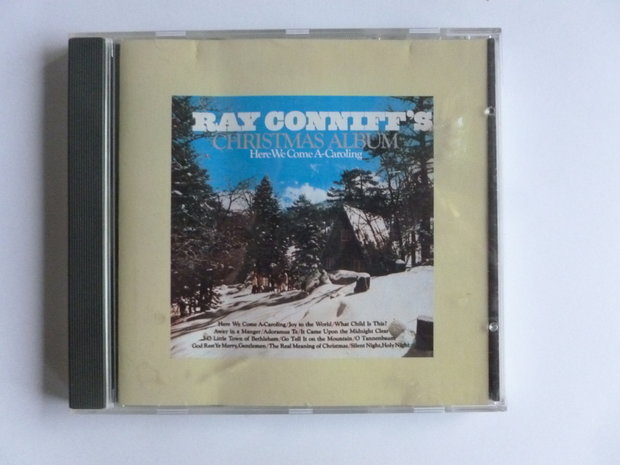 RAY CONNIFF'S
CHRISTMAS ALBUM
Here We Come A-Caroling
Here We Come A-Caroling/Joy to the World/What Child Is This?
Away in a Manger/Adoramus Te/It Came Upon the Midnight Clear
O Little Town of Bethlehem/Go Tell It on the Mountain/O Tannenbaum
God Rest Ye Merry, Gentlemen/The Real Meaning of Christmas/Silent Night, Holy Night